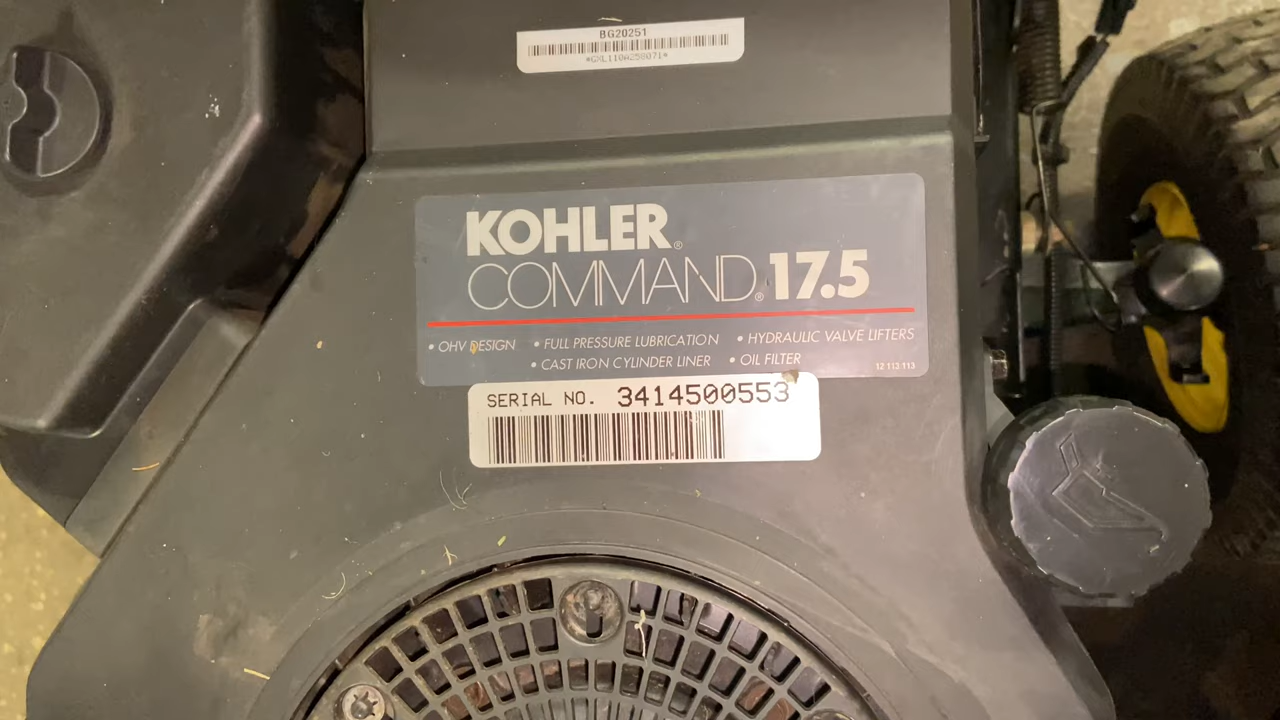 BG20251
KOHLER®
COMMAND® 17.5
• OHV DESIGN • FULL PRESSURE LUBRICATION • HYDRAULIC VALVE LIFTERS
• CAST IRON CYLINDER LINER • OIL FILTER
12 113 113
SERIAL NO. 3414500553